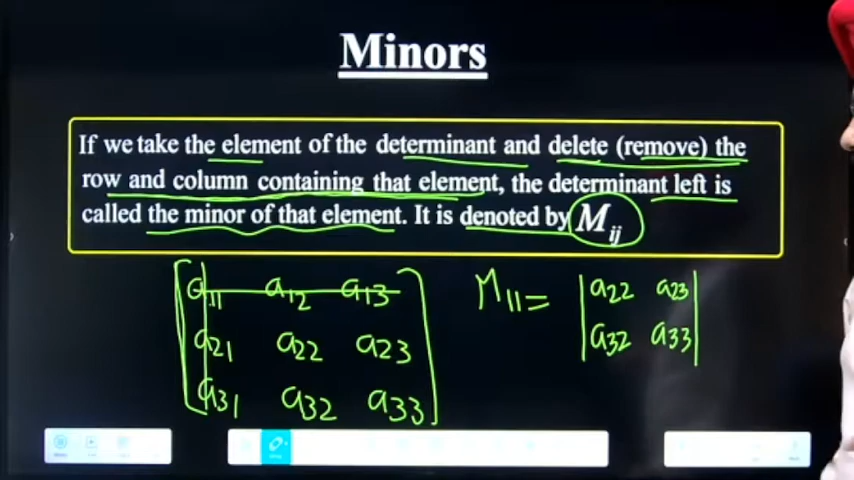 Minors
If we take the element of the determinant and delete (remove) the
row and column containing that element, the determinant left is
called the minor of that element. It is denoted by M_ij
a11 a12 a13
a21 a22 a23
a31 a32 a33
M11 = | a22 a23 |
| a32 a33 |